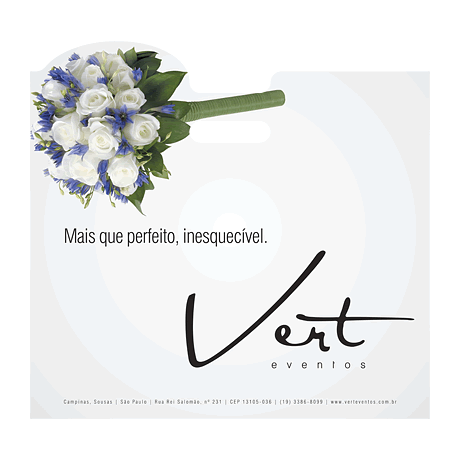 Mais que perfeito, inesquecível.
Vert
eventos
Campinas, Sousas | São Paulo | Rua Rei Salomão, nº 231 | CEP 13105-036 | (19) 3386-8099 | www.verteventos.com.br